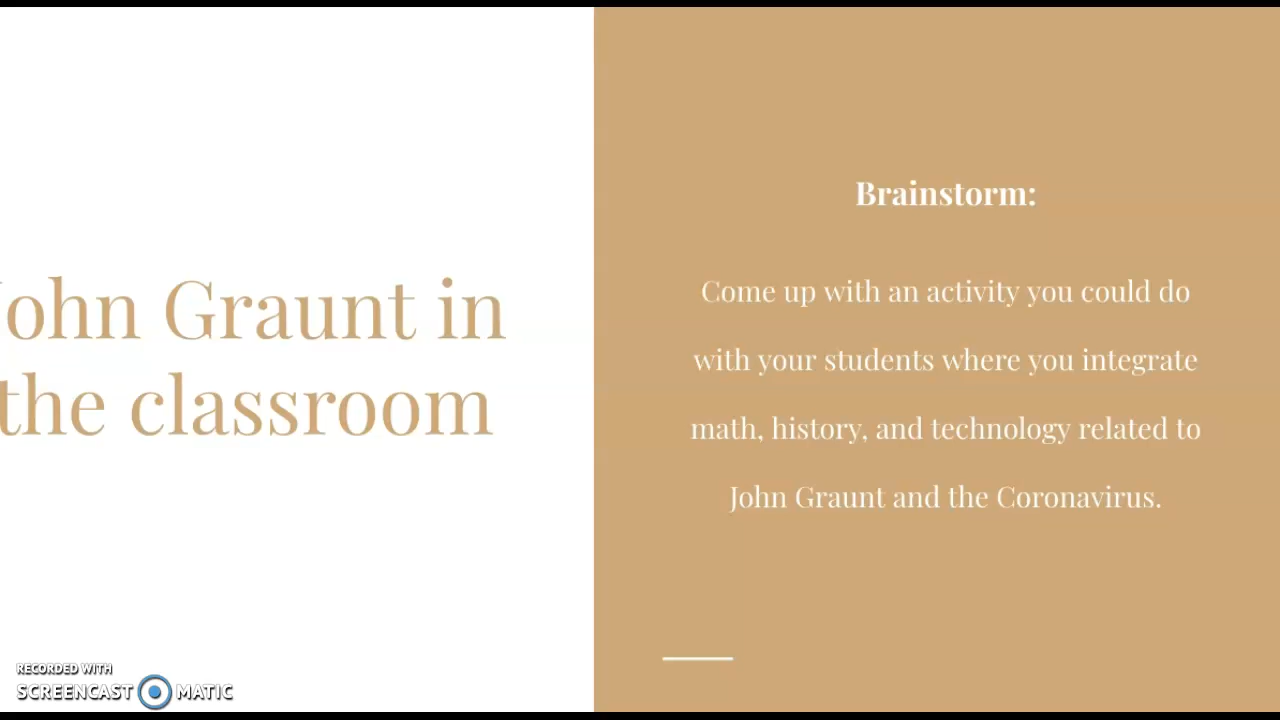 John Graunt in
the classroom
Brainstorm:
Come up with an activity you could do
with your students where you integrate
math, history, and technology related to
John Graunt and the Coronavirus.
RECORDED WITH
SCREENCAST MATIC